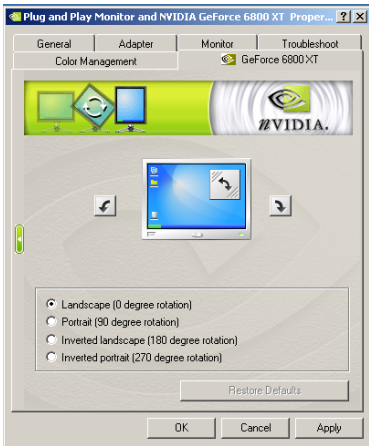 Plug and Play Monitor and NVIDIA GeForce 6800 XT Proper...
General Adapter Monitor Troubleshoot
Color Management GeForce 6800 XT
nVIDIA.
Landscape (0 degree rotation)
Portrait (90 degree rotation)
Inverted landscape (180 degree rotation)
Inverted portrait (270 degree rotation)
Restore Defaults
OK Cancel Apply